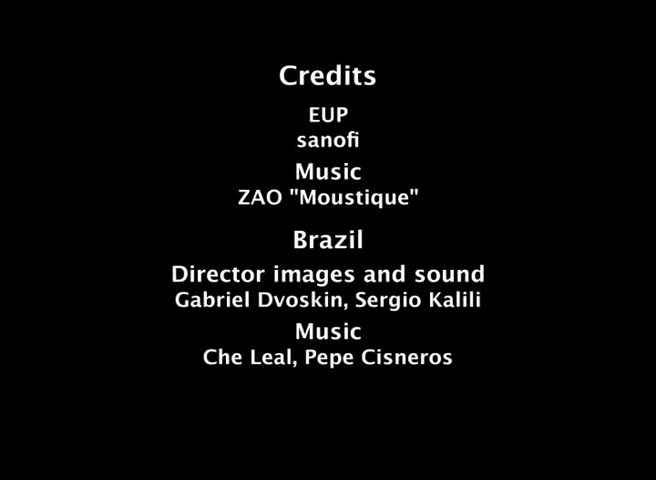 Credits
EUP
sanofi
Music
ZAO "Moustique"
Brazil
Director images and sound
Gabriel Dvoskin, Sergio Kalili
Music
Che Leal, Pepe Cisneros